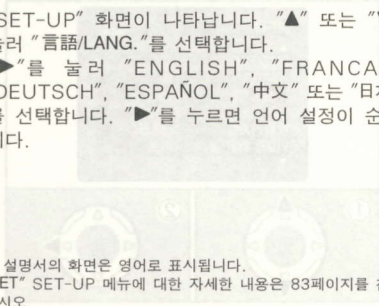 SET-UP" 화면이 나타납니다. "▲" 또는 "
러 "言語/LANG."를 선택합니다.
▶"를 눌러 "ENGLISH", "FRANCA
DEUTSCH", "ESPAÑOL", "中文" 또는 "日
선택합니다. "▶"를 누르면 언어 설정이 순
니다.
설명서의 화면은 영어로 표시됩니다.
ET" SET-UP 메뉴에 대한 자세한 내용은 83페이지를
시오